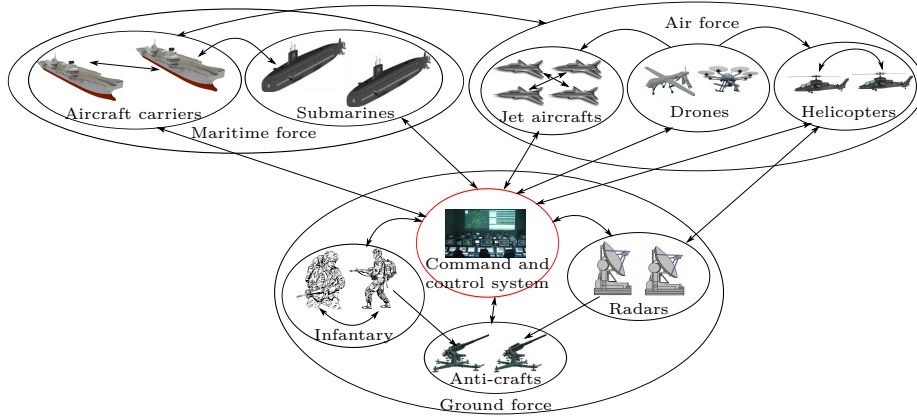 Air force
Aircraft carriers
Submarines
Maritime force
Jet aircrafts
Drones
Helicopters
Command and
control system
Infantary
Radars
Anti-crafts
Ground force